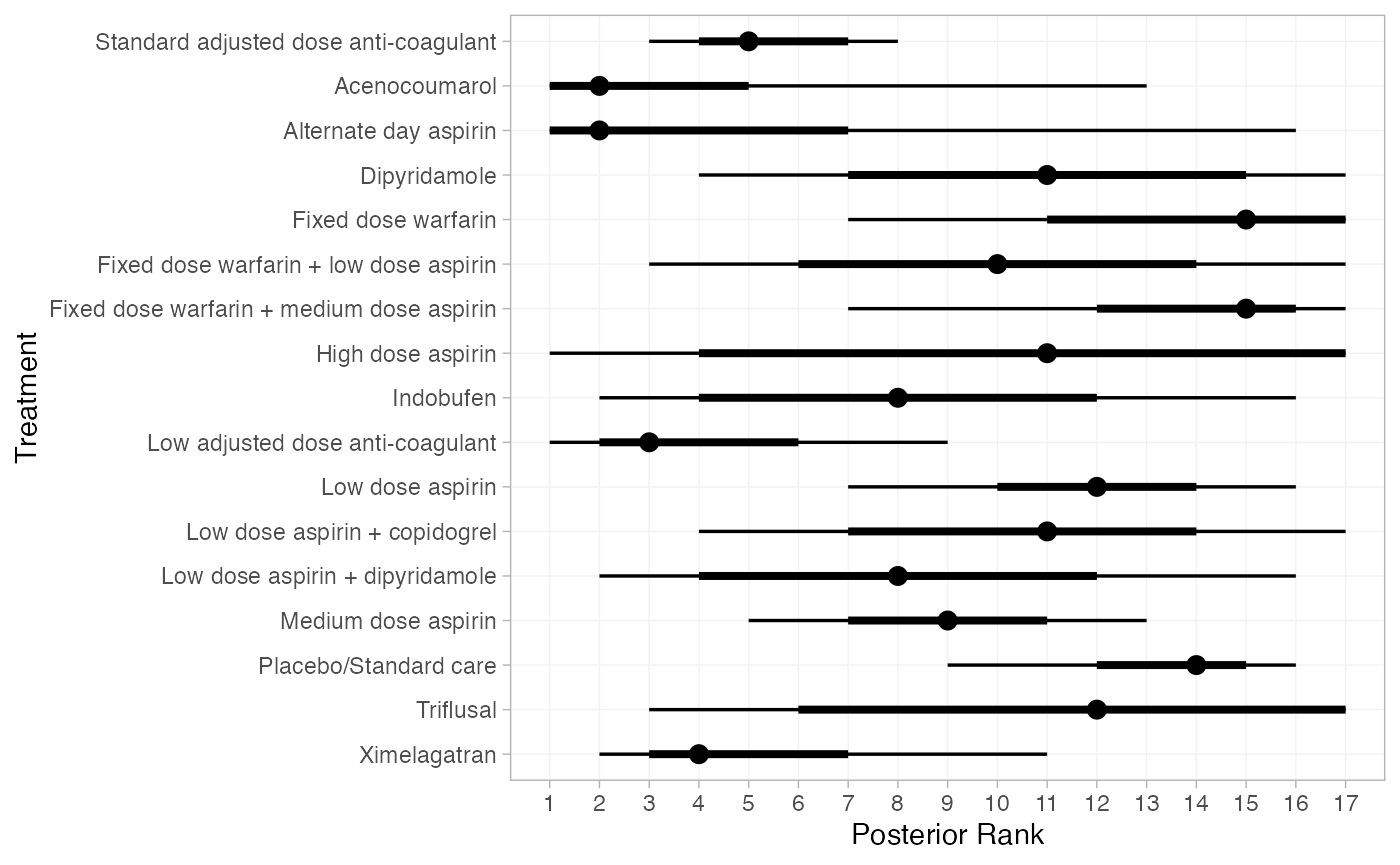 Standard adjusted dose anti-coagulant
Acenocoumarol
Alternate day aspirin
Dipyridamole
Fixed dose warfarin
Fixed dose warfarin + low dose aspirin
Fixed dose warfarin + medium dose aspirin
High dose aspirin
Indobufen
Low adjusted dose anti-coagulant
Low dose aspirin
Low dose aspirin + copidogrel
Low dose aspirin + dipyridamole
Medium dose aspirin
Placebo/Standard care
Triflusal
Ximelagatran
Treatment
1 2 3 4 5 6 7 8 9 10 11 12 13 14 15 16 17
Posterior Rank